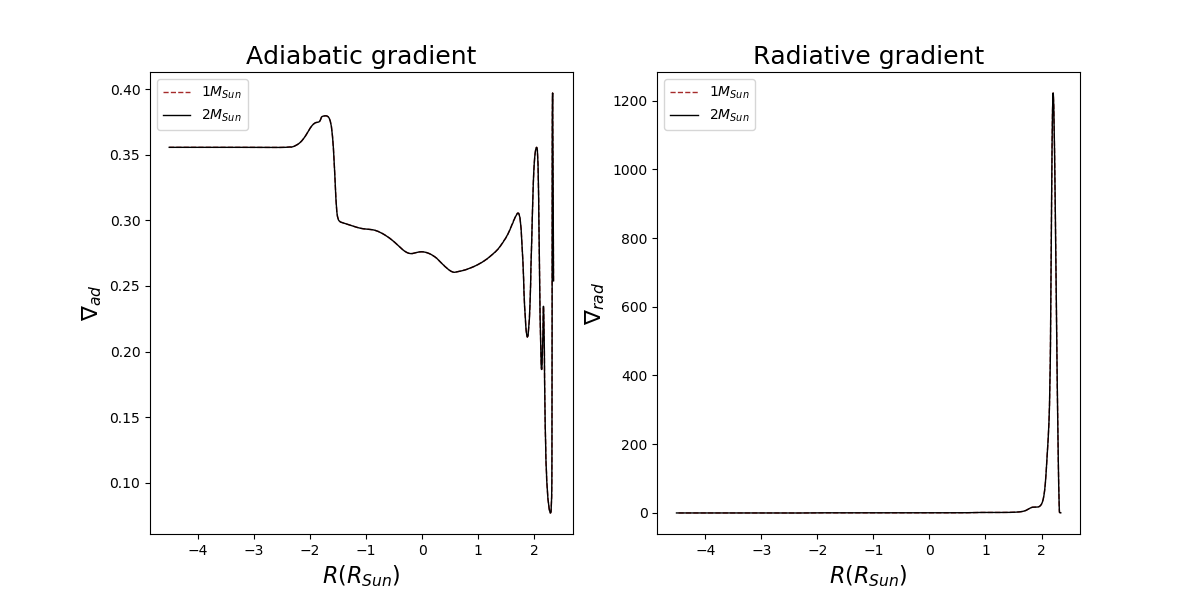 Adiabatic gradient
1M_Sun
2M_Sun
0.40
0.35
0.30
0.25
0.20
0.15
0.10
∇_ad
−4 −3 −2 −1 0 1 2
R(R_Sun)
Radiative gradient
1M_Sun
2M_Sun
1200
1000
800
600
400
200
0
∇_rad
−4 −3 −2 −1 0 1 2
R(R_Sun)